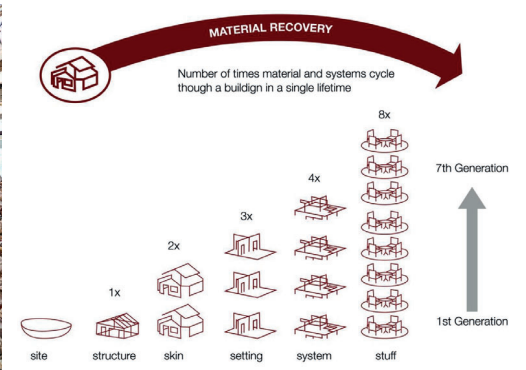 MATERIAL RECOVERY
Number of times material and systems cycle
though a buildign in a single lifetime
8x
7th Generation
4x
3x
2x
1x
1st Generation
site
structure
skin
setting
system
stuff